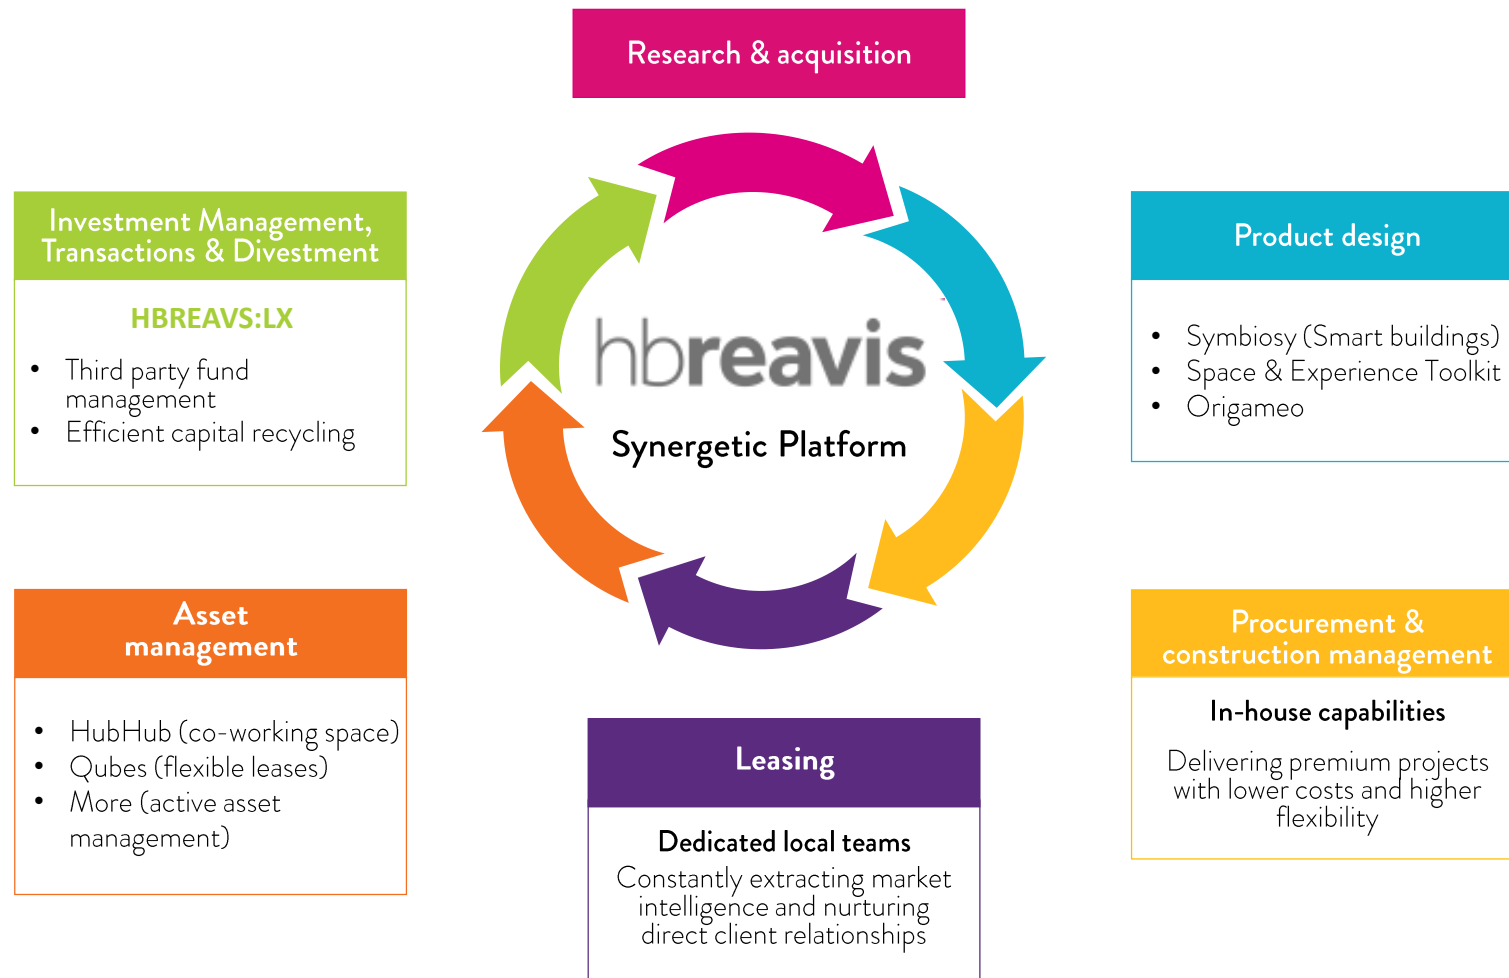 Research & acquisition
Investment Management,
Transactions & Divestment
HBREAVS:LX
• Third party fund
management
• Efficient capital recycling
hbreavis
Synergetic Platform
Product design
• Symbiosy (Smart buildings)
• Space & Experience Toolkit
• Origameo
Asset
management
• HubHub (co-working space)
• Qubes (flexible leases)
• More (active asset
management)
Leasing
Dedicated local teams
Constantly extracting market
intelligence and nurturing
direct client relationships
Procurement &
construction management
In-house capabilities
Delivering premium projects
with lower costs and higher
flexibility